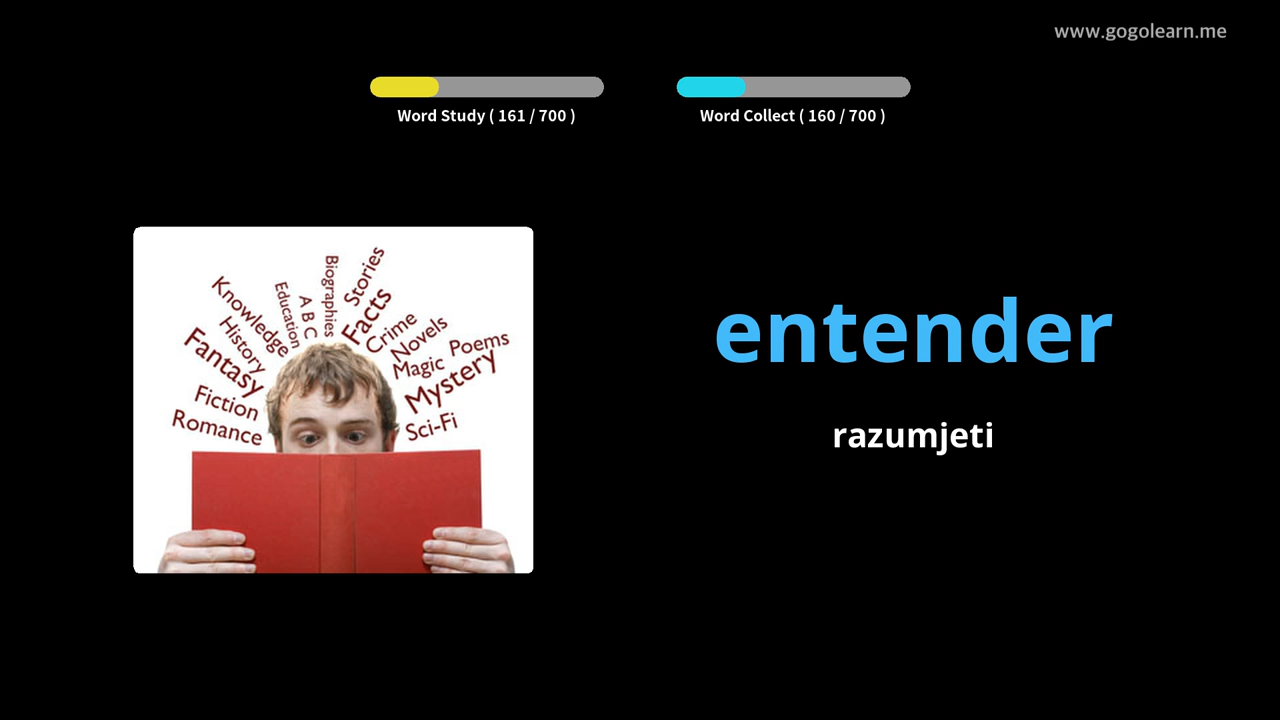 www.gogolearn.me
Word Study ( 161 / 700 )
Word Collect ( 160 / 700 )
Biographies
Stories
Education
A B C
Facts
Knowledge
Crime
History
Novels
Fantasy
Magic
Poems
Mystery
Fiction
Romance
Sci-Fi
entender
razumjeti